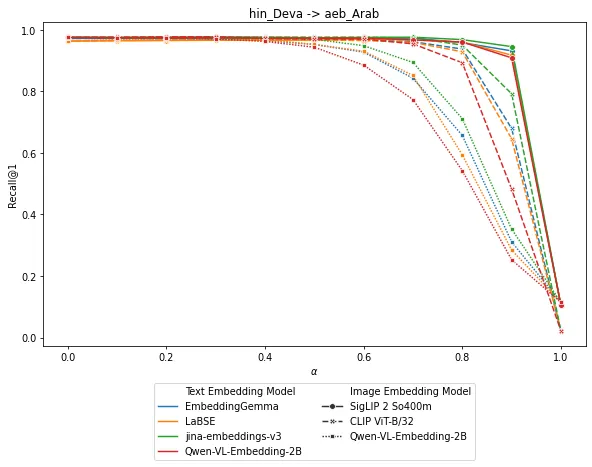 hin_Deva -> aeb_Arab
Recall@1
1.0
0.8
0.6
0.4
0.2
0.0
0.0 0.2 0.4 0.6 0.8 1.0
α
Text Embedding Model
EmbeddingGemma
LaBSE
jina-embeddings-v3
Qwen-VL-Embedding-2B
Image Embedding Model
SigLIP 2 So400m
CLIP ViT-B/32
Qwen-VL-Embedding-2B